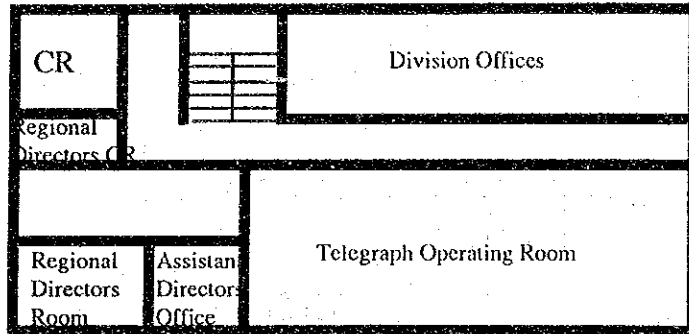 CR
Division Offices
Regional
Directors CR
Telegraph Operating Room
Regional
Directors
Room
Assistan
Directors
Office